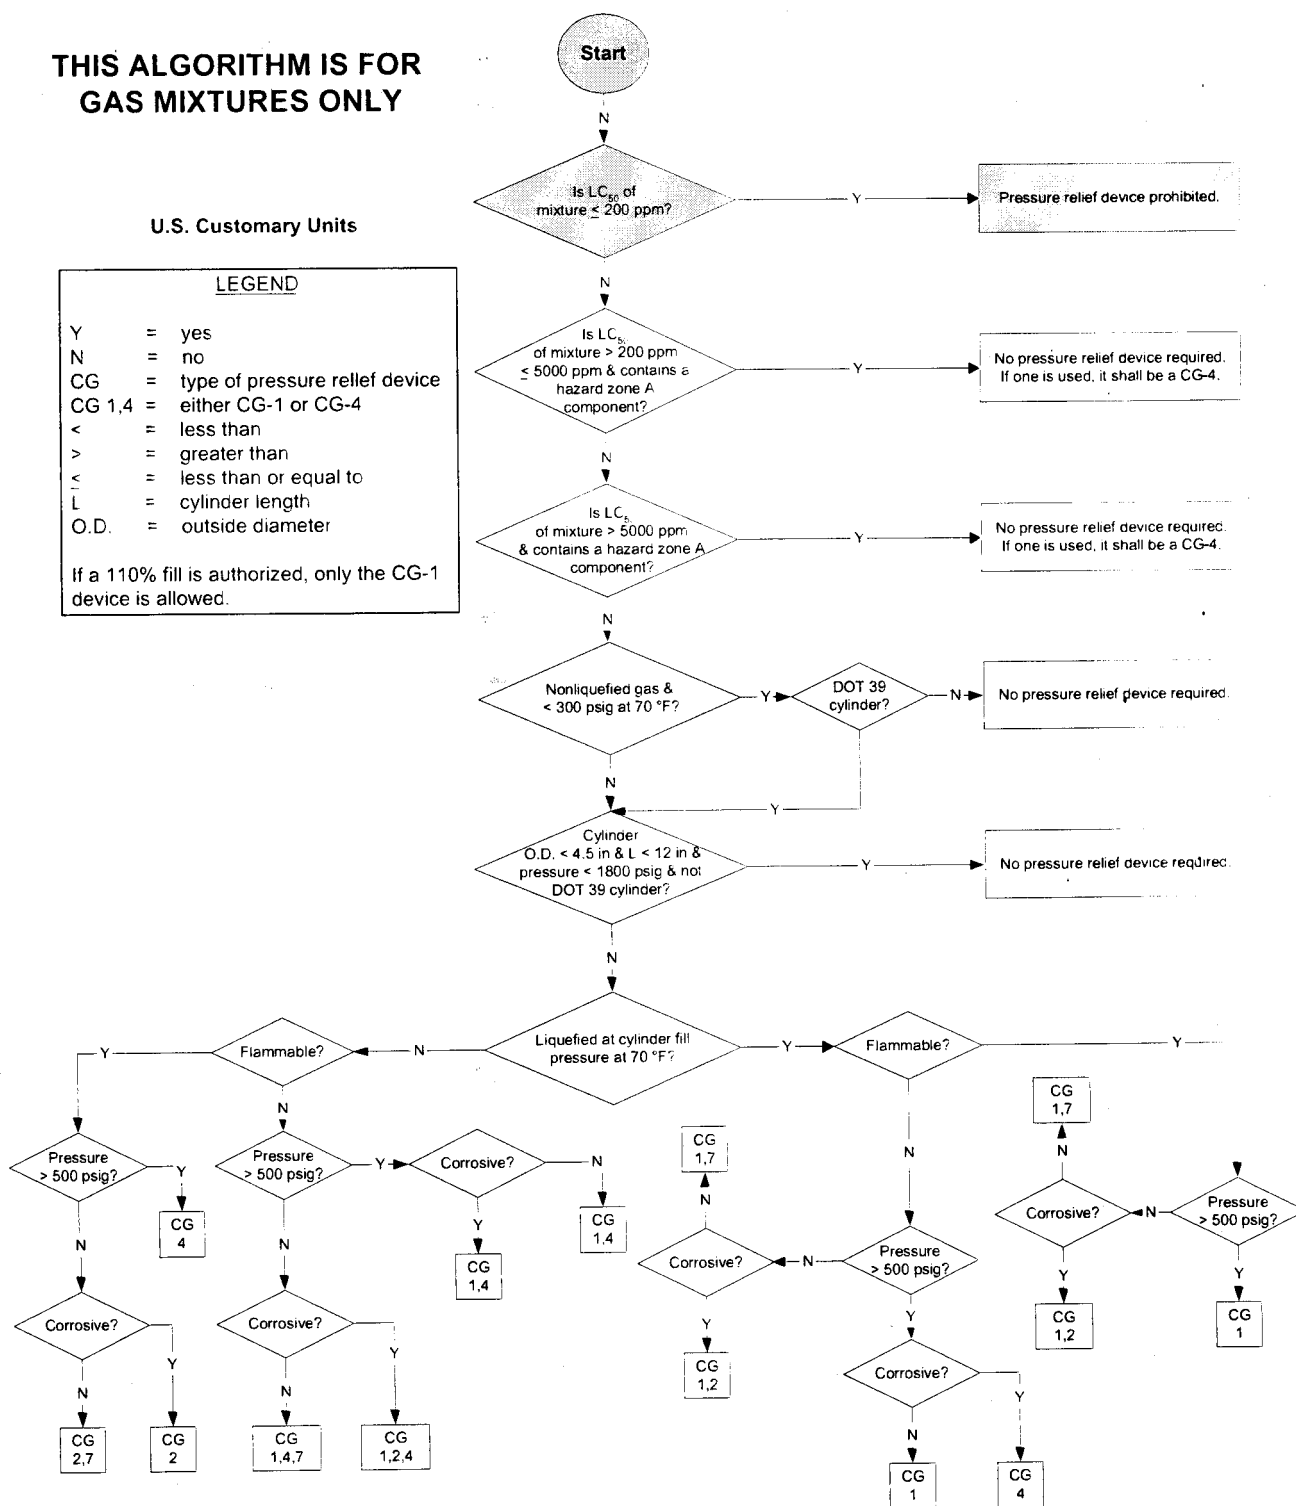 THIS ALGORITHM IS FOR
GAS MIXTURES ONLY
Start
N
Is LC50 of
mixture ≤ 200 ppm?
Y
Pressure relief device prohibited.
U.S. Customary Units
LEGEND
Y = yes
N = no
CG = type of pressure relief device
CG 1,4 = either CG-1 or CG-4
< = less than
> = greater than
≤ = less than or equal to
L = cylinder length
O.D. = outside diameter
If a 110% fill is authorized, only the CG-1
device is allowed.
N
Is LC5
of mixture > 200 ppm
≤ 5000 ppm & contains a
hazard zone A
component?
Y
No pressure relief device required.
If one is used, it shall be a CG-4.
N
Is LC5
of mixture > 5000 ppm
& contains a hazard zone A
component?
Y
No pressure relief device required.
If one is used, it shall be a CG-4.
N
Nonliquefied gas &
< 300 psig at 70 °F?
Y
DOT 39
cylinder?
N
No pressure relief device required.
N
Y
Cylinder
O.D. < 4.5 in & L < 12 in &
pressure < 1800 psig & not
DOT 39 cylinder?
Y
No pressure relief device required.
N
Liquefied at cylinder fill
pressure at 70 °F?
N
Flammable?
Y
Y
Flammable?
Y
N
Pressure
> 500 psig?
Y
CG
4
N
Corrosive?
Y
N
CG
2,7
CG
2
Pressure
> 500 psig?
Y
Corrosive?
N
CG
1,4
Y
CG
1,4
N
Corrosive?
N
CG
1,4,7
Y
CG
1,2,4
N
Pressure
> 500 psig?
N
Corrosive?
N
CG
1,7
Y
CG
1,2
Y
Corrosive?
N
CG
1
Y
CG
4
Pressure
> 500 psig?
N
Corrosive?
N
CG
1,7
Y
CG
1,2
Y
CG
1